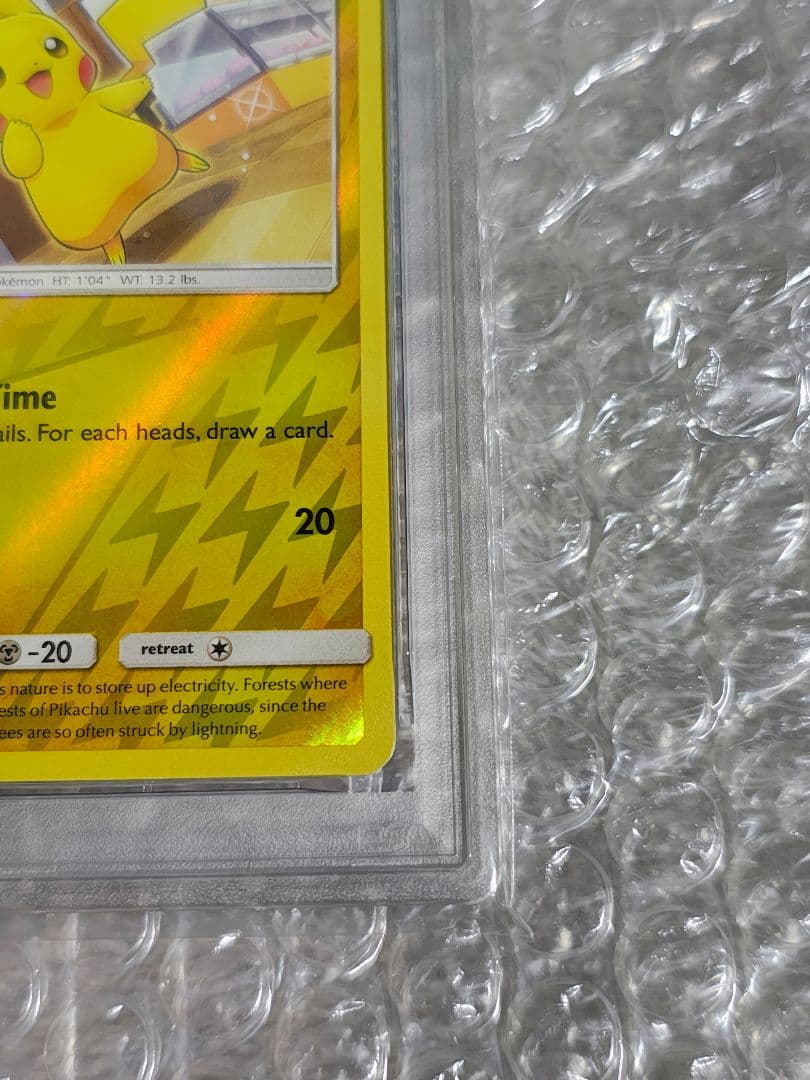 kémon HT: 1'04" WT: 13.2 lbs.
ime
ails. For each heads, draw a card.
20
-20
retreat
s nature is to store up electricity. Forests where
ests of Pikachu live are dangerous, since the
ees are so often struck by lightning.